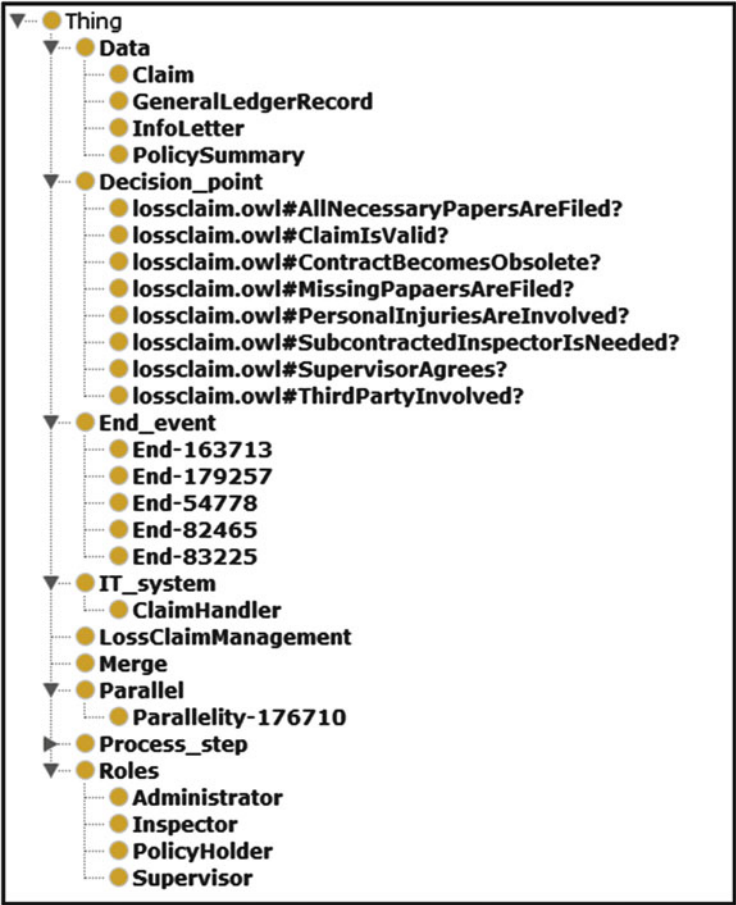 Thing
Data
Claim
GeneralLedgerRecord
InfoLetter
PolicySummary
Decision_point
lossclaim.owl#AllNecessaryPapersAreFiled?
lossclaim.owl#ClaimIsValid?
lossclaim.owl#ContractBecomesObsolete?
lossclaim.owl#MissingPapaersAreFiled?
lossclaim.owl#PersonalInjuriesAreInvolved?
lossclaim.owl#SubcontractedInspectorIsNeeded?
lossclaim.owl#SupervisorAgrees?
lossclaim.owl#ThirdPartyInvolved?
End_event
End-163713
End-179257
End-54778
End-82465
End-83225
IT_system
ClaimHandler
LossClaimManagement
Merge
Parallel
Parallelity-176710
Process_step
Roles
Administrator
Inspector
PolicyHolder
Supervisor